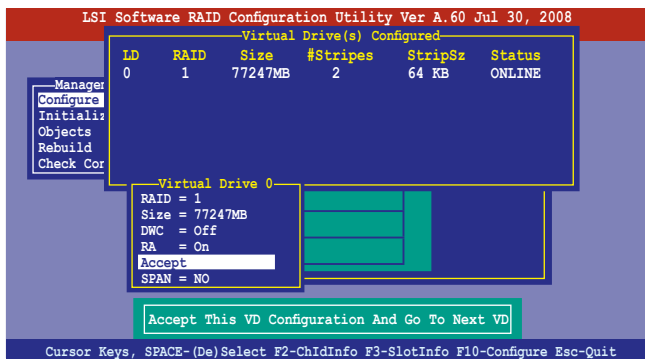 LSI Software RAID Configuration Utility Ver A.60 Jul 30, 2008
Virtual Drive(s) Configured
LD RAID Size #Stripes StripSz Status
0 1 77247MB 2 64 KB ONLINE
Managem
Configure
Initializ
Objects
Rebuild
Check Con
Virtual Drive 0
RAID = 1
Size = 77247MB
DWC = Off
RA = On
Accept
SPAN = NO
Accept This VD Configuration And Go To Next VD
Cursor Keys, SPACE-(De)Select F2-ChIdInfo F3-SlotInfo F10-Configure Esc-Quit